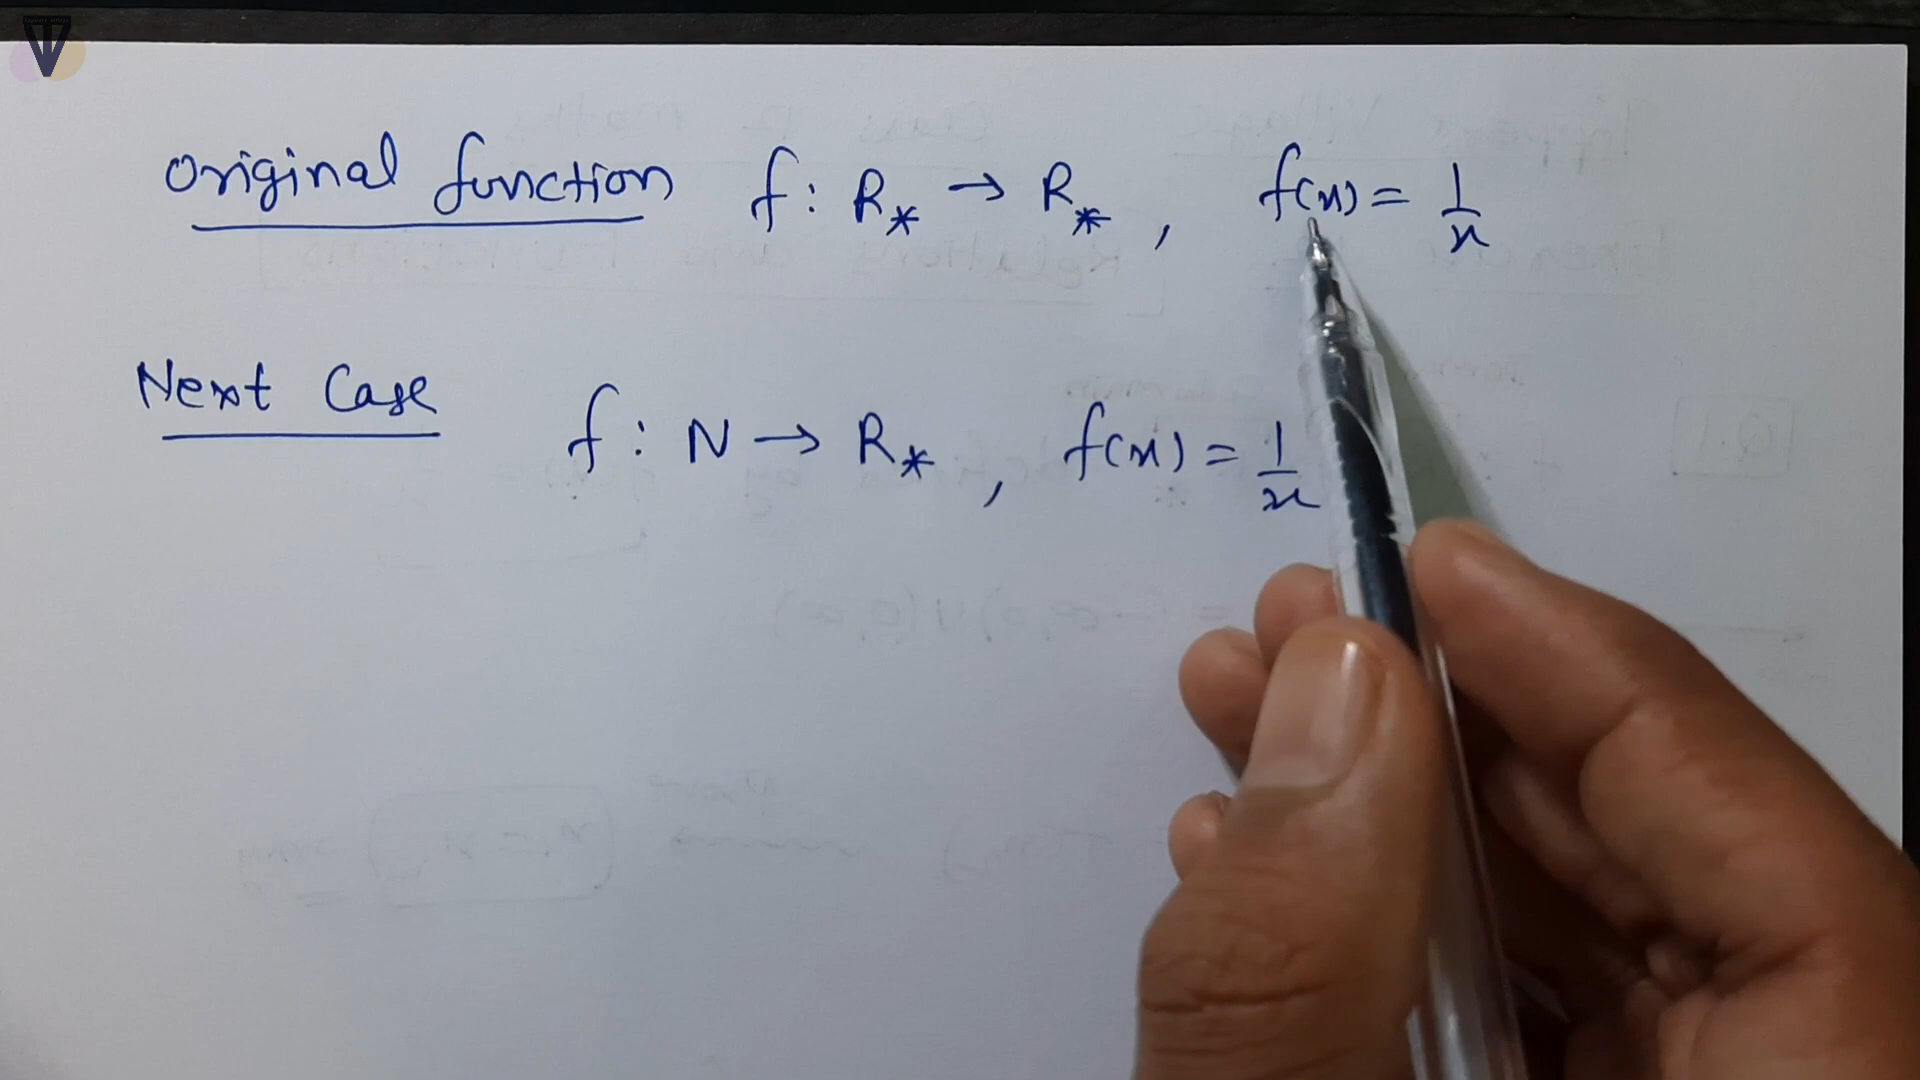 Original function f: R* → R*, f(x) = 1/x
Next Case f: N → R*, f(x) = 1/x